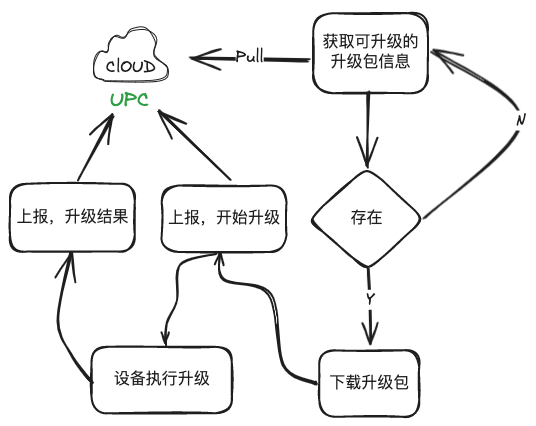 获取可升级的
升级包信息
Pull
CLOUD
UPC
N
上报，升级结果
上报，开始升级
存在
Y
设备执行升级
下载升级包